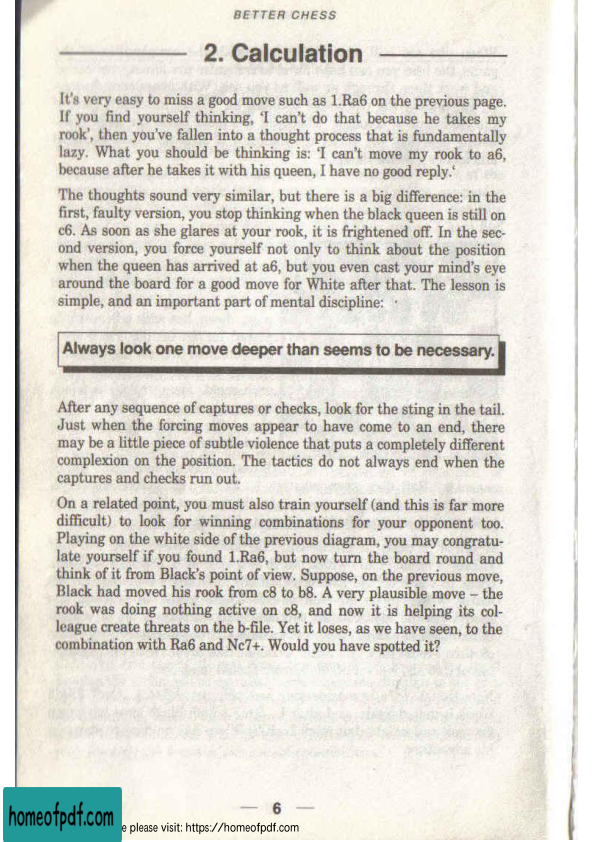 BETTER CHESS
2. Calculation
It's very easy to miss a good move such as 1.Ra6 on the previous page.
If you find yourself thinking, 'I can't do that because he takes my
rook', then you've fallen into a thought process that is fundamentally
lazy. What you should be thinking is: 'I can't move my rook to a6,
because after he takes it with his queen, I have no good reply.'
The thoughts sound very similar, but there is a big difference: in the
first, faulty version, you stop thinking when the black queen is still on
c6. As soon as she glares at your rook, it is frightened off. In the sec-
ond version, you force yourself not only to think about the position
when the queen has arrived at a6, but you even cast your mind's eye
around the board for a good move for White after that. The lesson is
simple, and an important part of mental discipline:
Always look one move deeper than seems to be necessary.
After any sequence of captures or checks, look for the sting in the tail.
Just when the forcing moves appear to have come to an end, there
may be a little piece of subtle violence that puts a completely different
complexion on the position. The tactics do not always end when the
captures and checks run out.
On a related point, you must also train yourself (and this is far more
difficult) to look for winning combinations for your opponent too.
Playing on the white side of the previous diagram, you may congratu-
late yourself if you found 1.Ra6, but now turn the board round and
think of it from Black's point of view. Suppose, on the previous move,
Black had moved his rook from c8 to b8. A very plausible move – the
rook was doing nothing active on c8, and now it is helping its col-
league create threats on the b-file. Yet it loses, as we have seen, to the
combination with Ra6 and Nc7+. Would you have spotted it?
— 6 —
homeofpdf.com
e please visit: https://homeofpdf.com